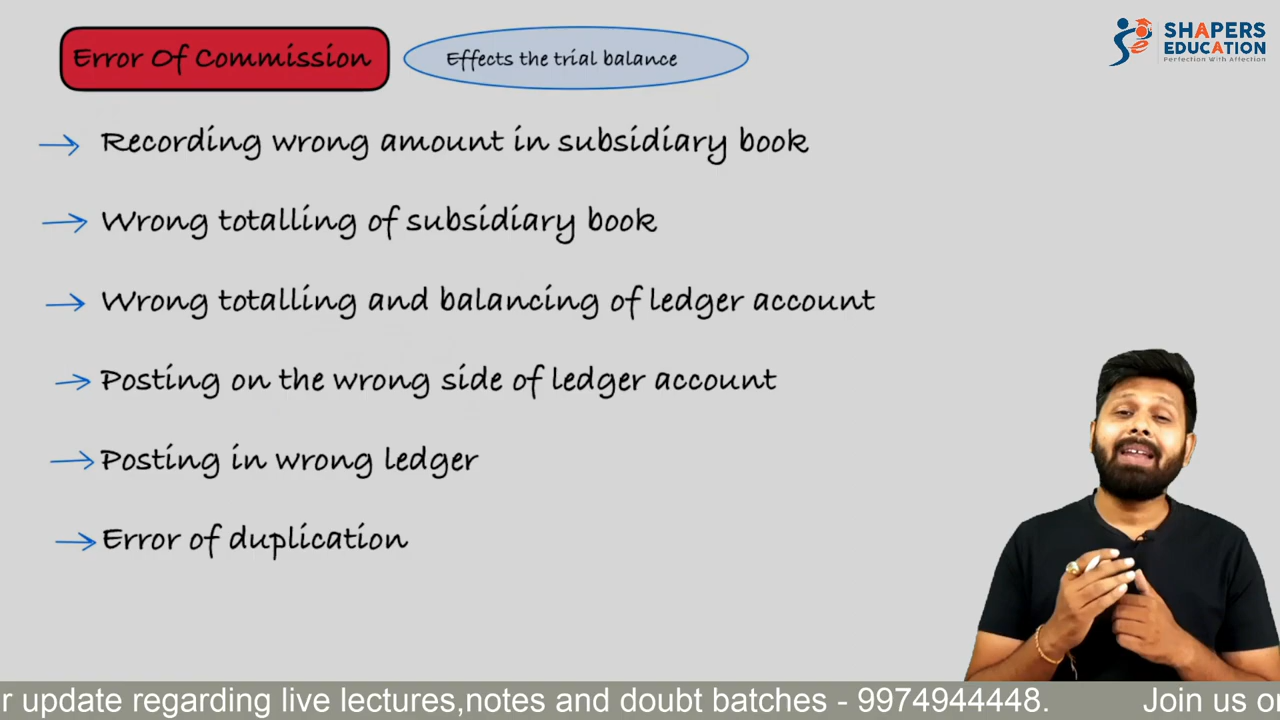 Error Of Commission
Effects the trial balance
SHAPERS
EDUCATION
Perfection With Affection
Recording wrong amount in subsidiary book
Wrong totalling of subsidiary book
Wrong totalling and balancing of ledger account
Posting on the wrong side of ledger account
Posting in wrong ledger
Error of duplication
r update regarding live lectures,notes and doubt batches - 9974944448. Join us o